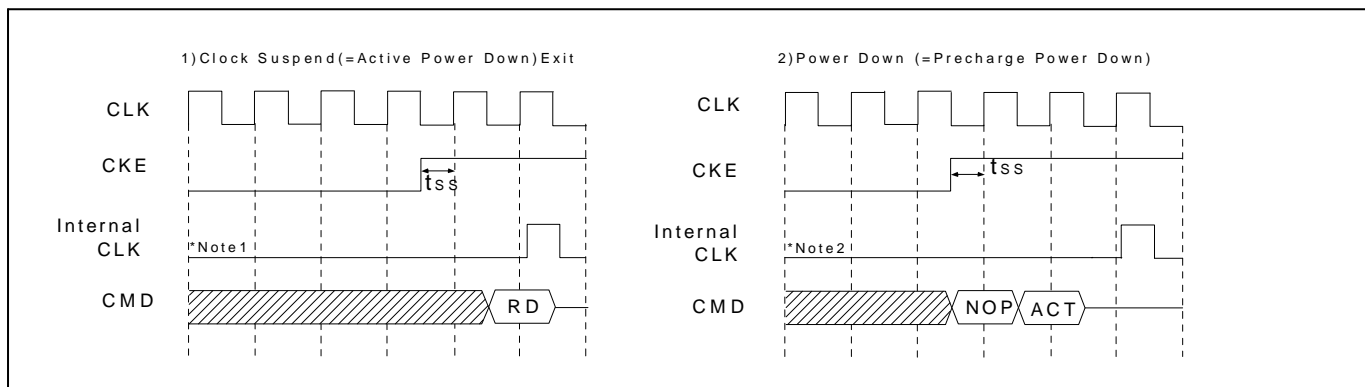 1)Clock Suspend(=Active Power Down)Exit
CLK
CKE
tSS
Internal
CLK
*Note1
CMD
RD
2)Power Down (=Precharge Power Down)
CLK
CKE
tSS
Internal
CLK
*Note2
CMD
NOP
ACT